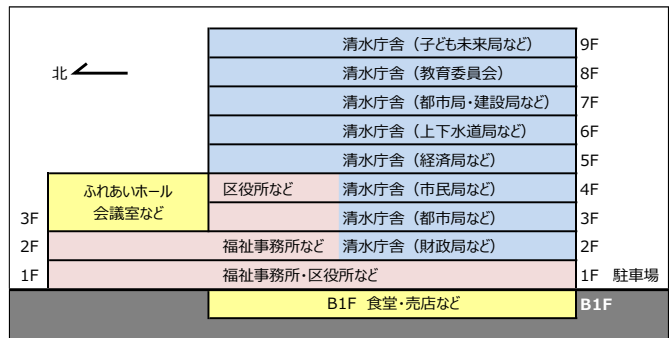 清水庁舎（子ども未来局など） 9F
北
清水庁舎（教育委員会） 8F
清水庁舎（都市局・建設局など） 7F
清水庁舎（上下水道局など） 6F
清水庁舎（経済局など） 5F
ふれあいホール
会議室など
区役所など 清水庁舎（市民局など） 4F
3F 清水庁舎（都市局など） 3F
2F 福祉事務所など 清水庁舎（財政局など） 2F
1F 福祉事務所・区役所など 1F 駐車場
B1F 食堂・売店など B1F